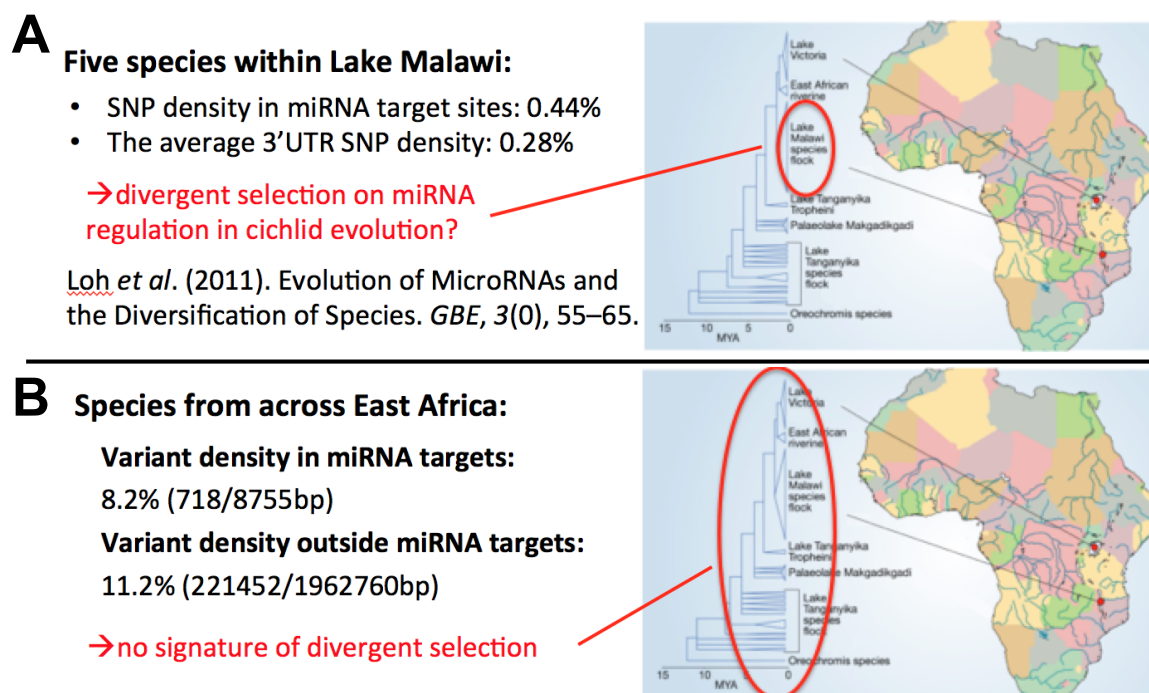 A
Five species within Lake Malawi:
• SNP density in miRNA target sites: 0.44%
• The average 3’UTR SNP density: 0.28%
→divergent selection on miRNA
regulation in cichlid evolution?
Loh et al. (2011). Evolution of MicroRNAs and
the Diversification of Species. GBE, 3(0), 55–65.
Lake
Victoria
East African
riverine
Lake
Malawi
species
flock
Lake Tanganyika
Tropheini
Palaeolake Makgadikgadi
Lake
Tanganyika
species
flock
Oreochromis species
15 10 5 0
MYA
B
Species from across East Africa:
Variant density in miRNA targets:
8.2% (718/8755bp)
Variant density outside miRNA targets:
11.2% (221452/1962760bp)
→no signature of divergent selection
Lake
Victoria
East African
riverine
Lake
Malawi
species
flock
Lake Tanganyika
Tropheini
Palaeolake Makgadikgadi
Lake
Tanganyika
species
flock
Oreochromis species
15 10 5 0
MYA